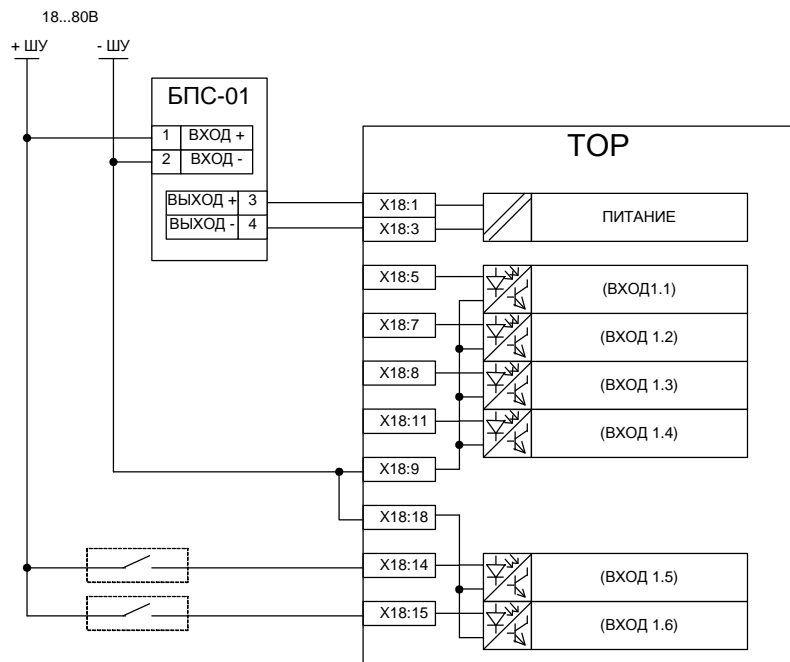 18...80В
+ ШУ
- ШУ
БПС-01
1 ВХОД +
2 ВХОД -
ВЫХОД + 3
ВЫХОД - 4
ТОР
X18:1
X18:3
ПИТАНИЕ
X18:5
(ВХОД1.1)
X18:7
(ВХОД 1.2)
X18:8
(ВХОД 1.3)
X18:11
(ВХОД 1.4)
X18:9
X18:18
X18:14
(ВХОД 1.5)
X18:15
(ВХОД 1.6)